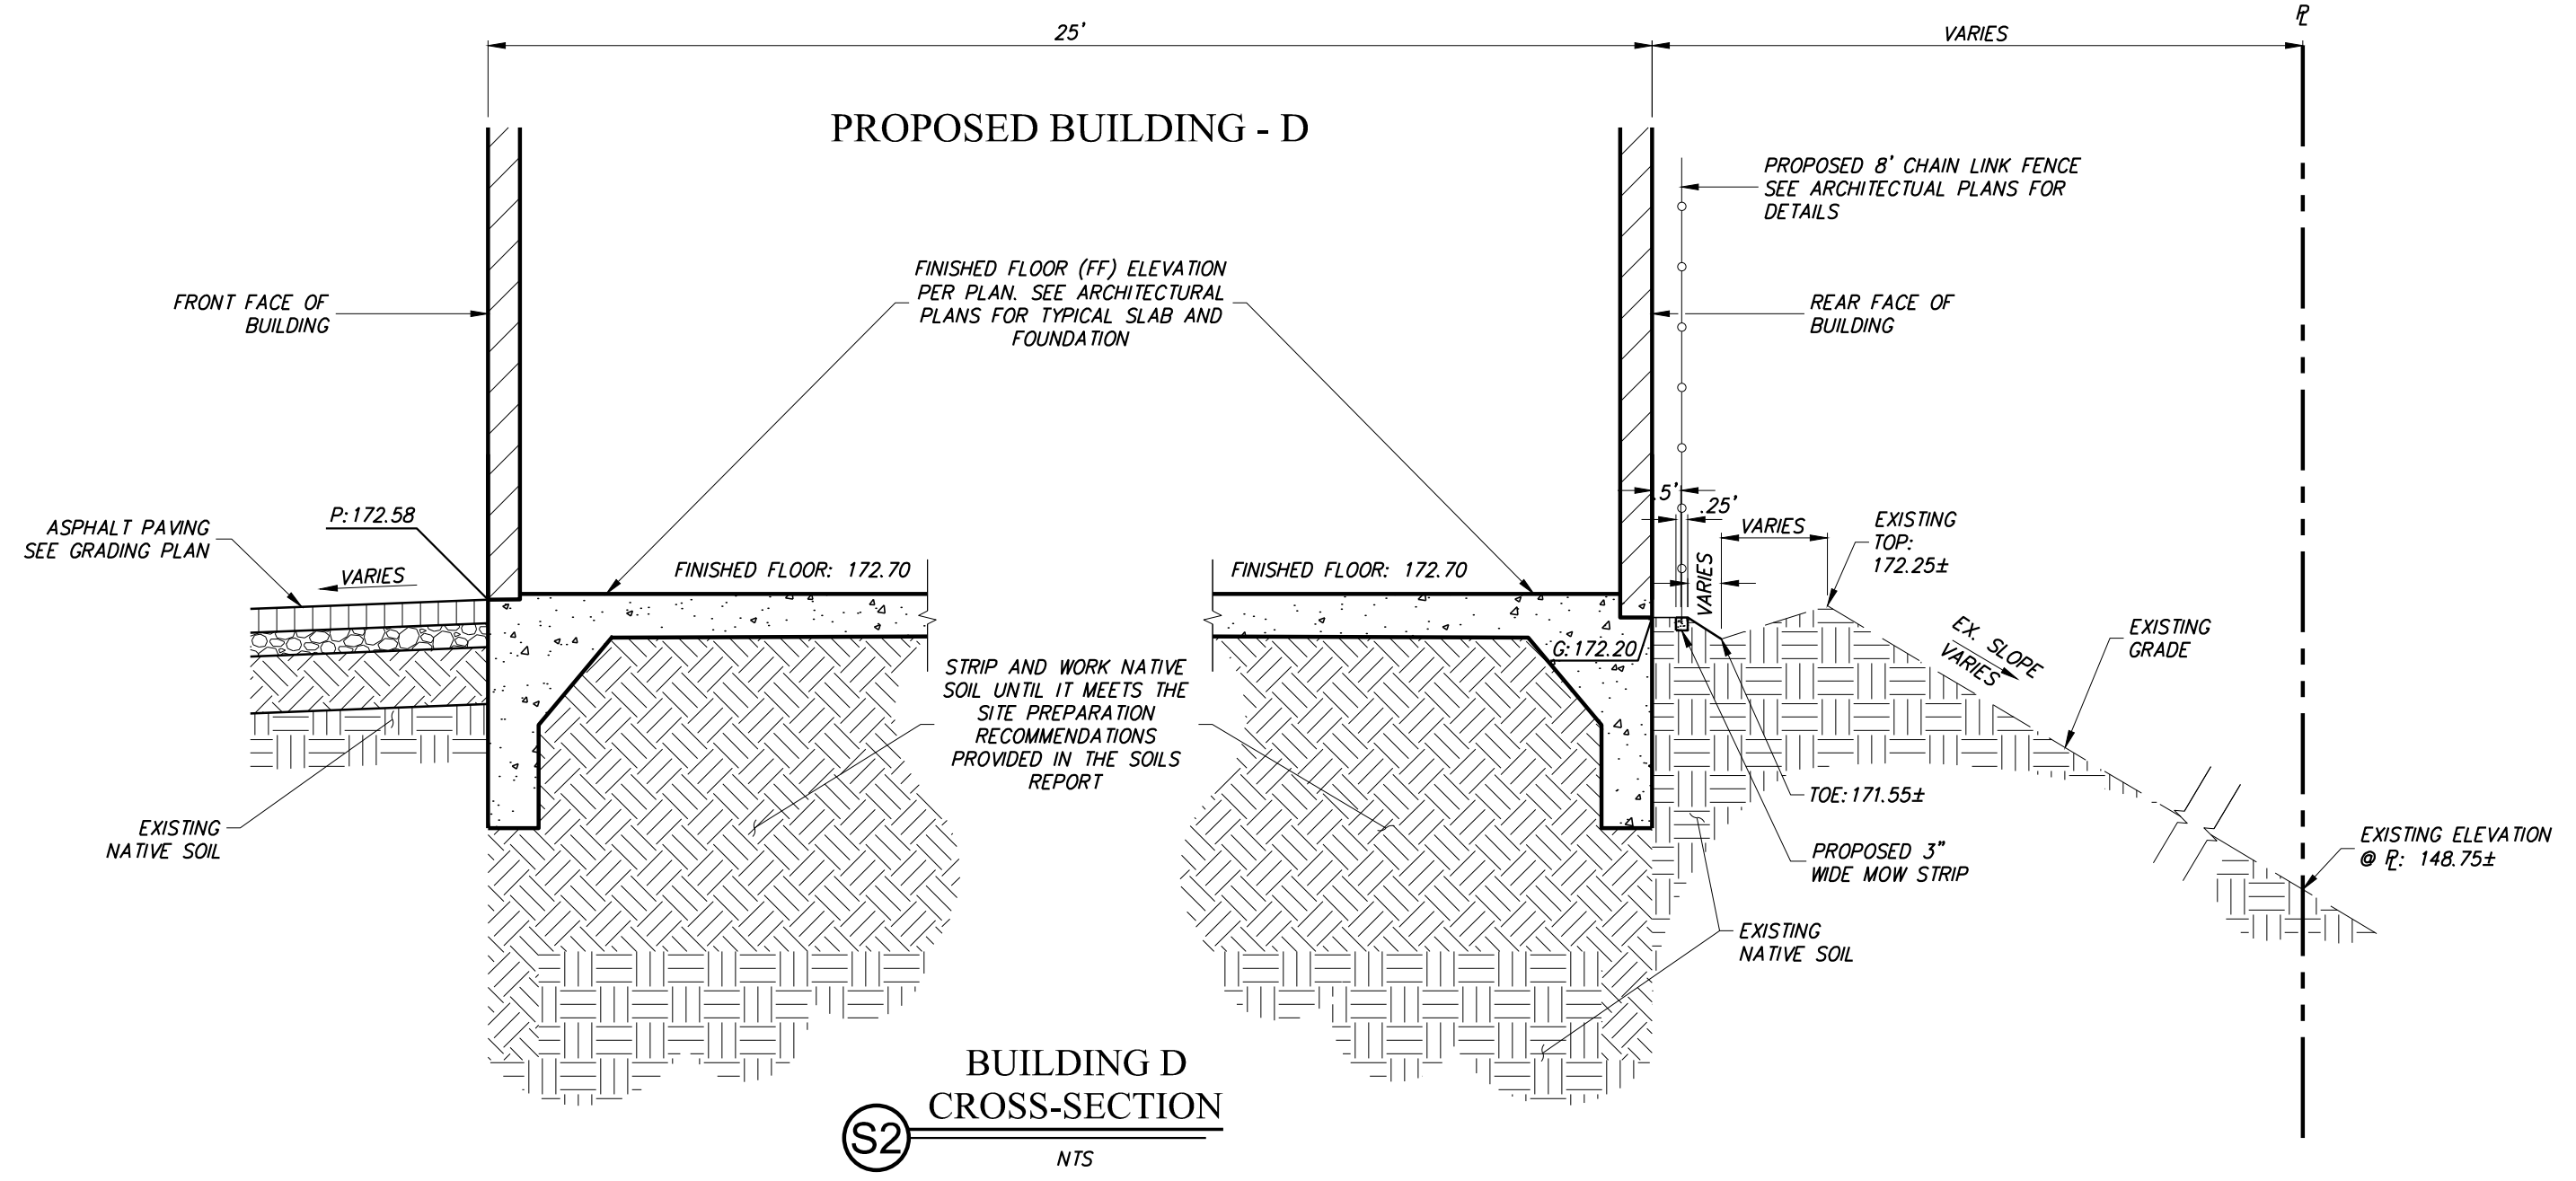 25'
VARIES
PL
PROPOSED BUILDING - D
PROPOSED 8' CHAIN LINK FENCE
SEE ARCHITECTUAL PLANS FOR
DETAILS
FINISHED FLOOR (FF) ELEVATION
PER PLAN. SEE ARCHITECTURAL
PLANS FOR TYPICAL SLAB AND
FOUNDATION
FRONT FACE OF
BUILDING
REAR FACE OF
BUILDING
P:172.58
ASPHALT PAVING
SEE GRADING PLAN
VARIES
FINISHED FLOOR: 172.70
FINISHED FLOOR: 172.70
.5'
.25'
VARIES
VARIES
EXISTING
TOP:
172.25±
EX. SLOPE
VARIES
EXISTING
GRADE
G:172.20
STRIP AND WORK NATIVE
SOIL UNTIL IT MEETS THE
SITE PREPARATION
RECOMMENDATIONS
PROVIDED IN THE SOILS
REPORT
TOE:171.55±
PROPOSED 3"
WIDE MOW STRIP
EXISTING
NATIVE SOIL
EXISTING ELEVATION
@ PL: 148.75±
EXISTING
NATIVE SOIL
BUILDING D
CROSS-SECTION
S2
NTS